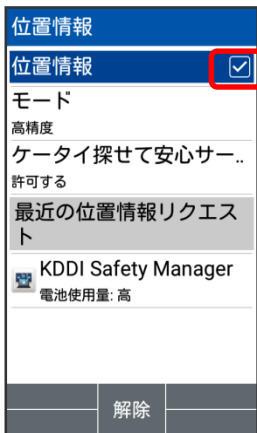 位置情報
位置情報
モード
高精度
ケータイ探せて安心サー..
許可する
最近の位置情報リクエス
ト
KDDI Safety Manager
電池使用量: 高
解除